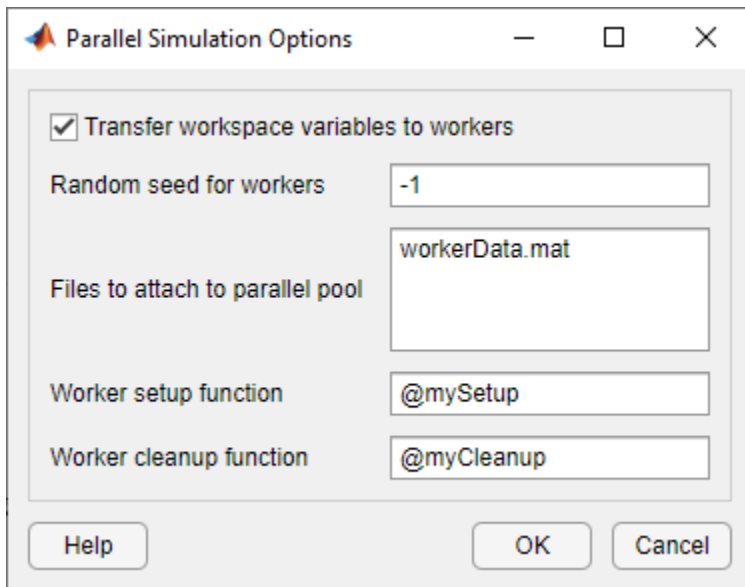 Parallel Simulation Options
Transfer workspace variables to workers
Random seed for workers -1
workerData.mat
Files to attach to parallel pool
Worker setup function @mySetup
Worker cleanup function @myCleanup
Help OK Cancel